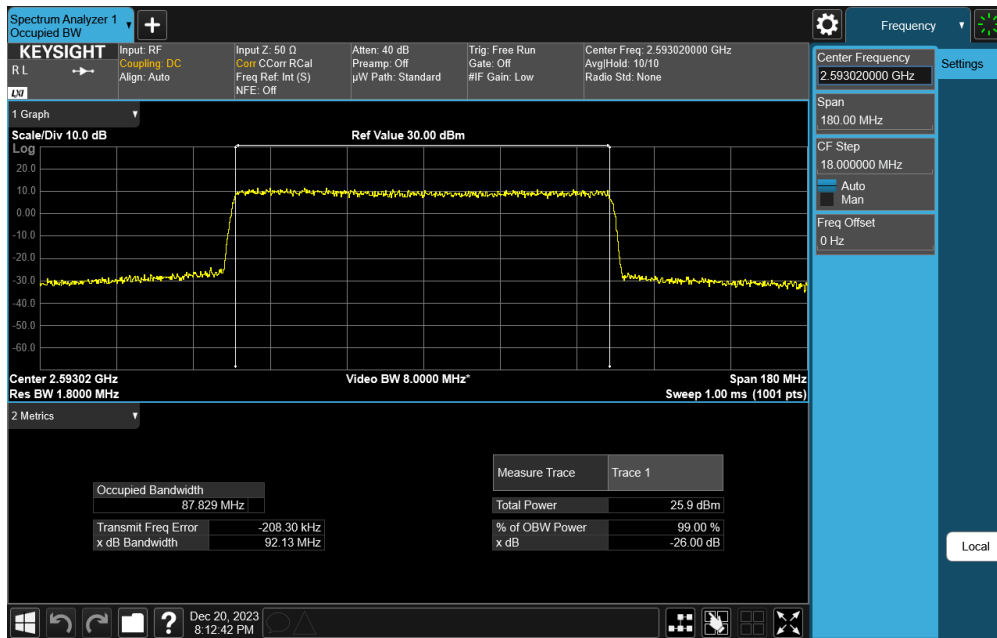 Spectrum Analyzer 1
Occupied BW
+
Frequency
KEYSIGHT
R L
LXI
Input: RF
Coupling: DC
Align: Auto
Input Z: 50 Ω
Corr CCorr RCal
Freq Ref: Int (S)
NFE: Off
Atten: 40 dB
Preamp: Off
µW Path: Standard
Trig: Free Run
Gate: Off
#IF Gain: Low
Center Freq: 2.593020000 GHz
Avg|Hold: 10/10
Radio Std: None
Center Frequency
2.593020000 GHz
Settings
Span
180.00 MHz
CF Step
18.000000 MHz
Auto
Man
Freq Offset
0 Hz
1 Graph
Scale/Div 10.0 dB
Ref Value 30.00 dBm
Log
20.0
10.0
0.00
-10.0
-20.0
-30.0
-40.0
-50.0
-60.0
Center 2.59302 GHz
Video BW 8.0000 MHz*
Span 180 MHz
Res BW 1.8000 MHz
Sweep 1.00 ms (1001 pts)
2 Metrics
Measure Trace
Trace 1
Occupied Bandwidth
87.829 MHz
Total Power
25.9 dBm
Transmit Freq Error
-208.30 kHz
% of OBW Power
99.00 %
x dB Bandwidth
92.13 MHz
x dB
-26.00 dB
Local
?
Dec 20, 2023
8:12:42 PM